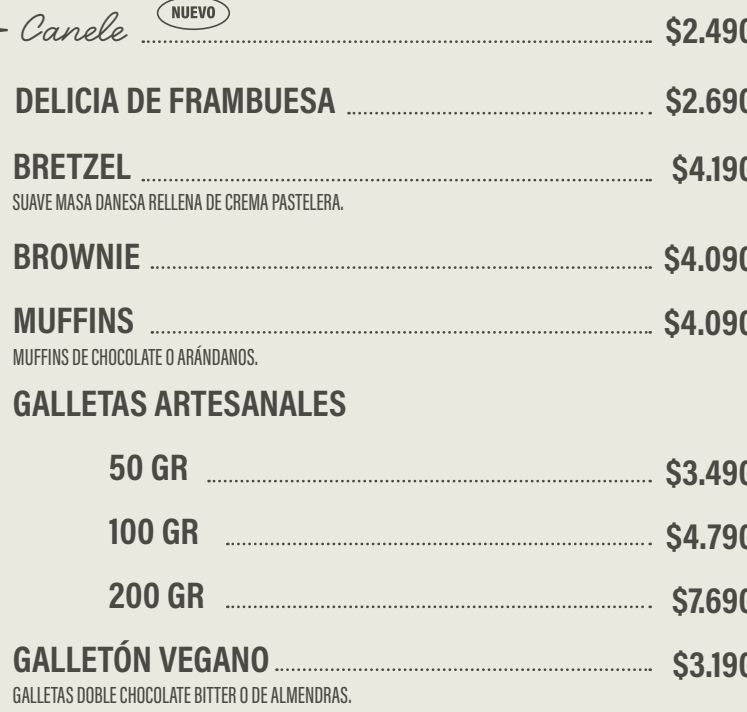 NUEVO
Canele $2.490
DELICIA DE FRAMBUESA $2.690
BRETZEL $4.190
SUAVE MASA DANESA RELLENA DE CREMA PASTELERA.
BROWNIE $4.090
MUFFINS $4.090
MUFFINS DE CHOCOLATE O ARÁNDANOS.
GALLETAS ARTESANALES
50 GR $3.490
100 GR $4.790
200 GR $7.690
GALLETÓN VEGANO $3.190
GALLETAS DOBLE CHOCOLATE BITTER O DE ALMENDRAS.